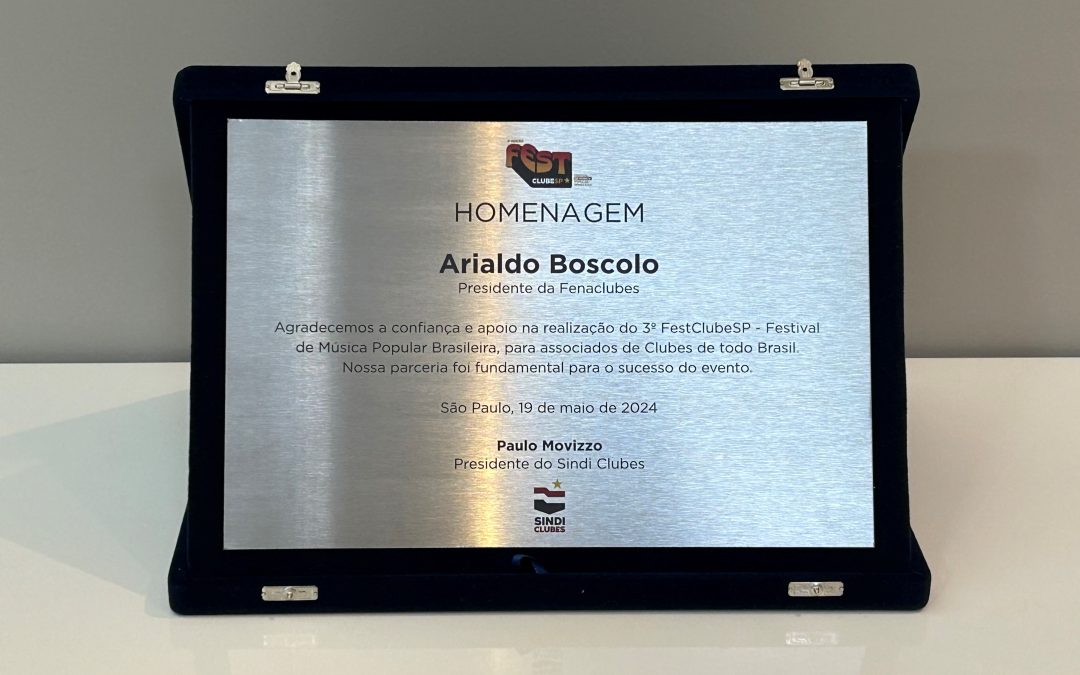 FEST
CLUBESP
HOMENAGEM
Arialdo Boscolo
Presidente da Fenaclubes
Agradecemos a confiança e apoio na realização do 3º FestClubeSP - Festival
de Música Popular Brasileira, para associados de Clubes de todo Brasil.
Nossa parceria foi fundamental para o sucesso do evento.
São Paulo, 19 de maio de 2024
Paulo Movizzo
Presidente do Sindi Clubes
SINDI
CLUBES